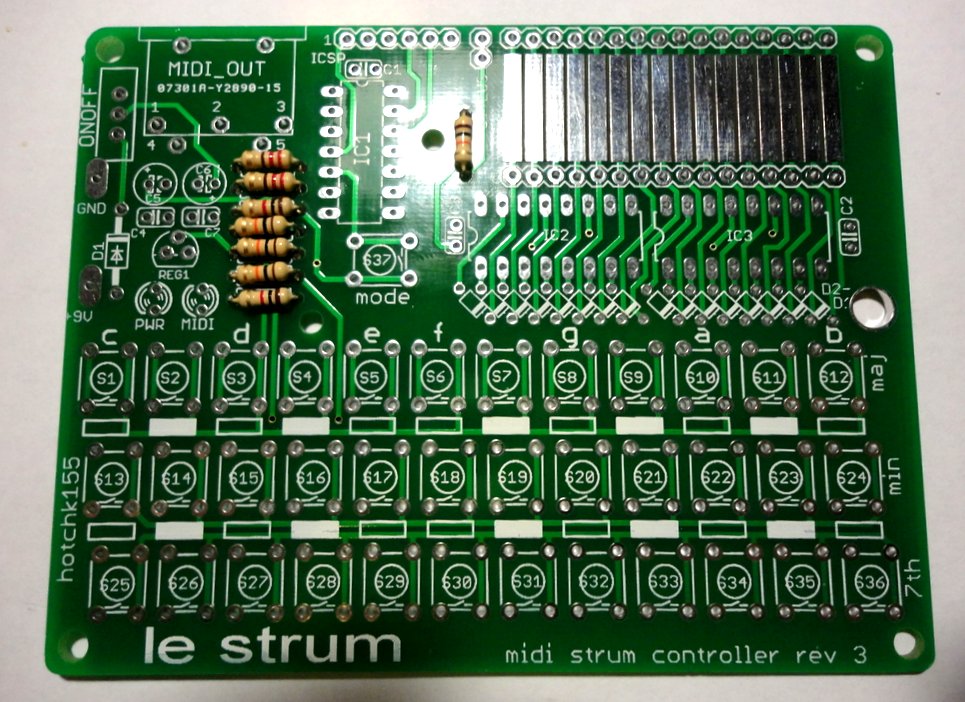 MIDI_OUT
07301A-Y2890-15
1 2 3
4 5
ONOFF
1
ICSP
C1
IC1
C6
C5
GND
C4 C7
D1
REG1
+9V
PWR MIDI
S37
mode
IC2 IC3
C2
D2-
c d e f g a b
S1 S2 S3 S4 S5 S6 S7 S8 S9 S10 S11 S12
maj
S13 S14 S15 S16 S17 S18 S19 S20 S21 S22 S23 S24
min
S25 S26 S27 S28 S29 S30 S31 S32 S33 S34 S35 S36
7th
hotchk155
le strum
midi strum controller rev 3